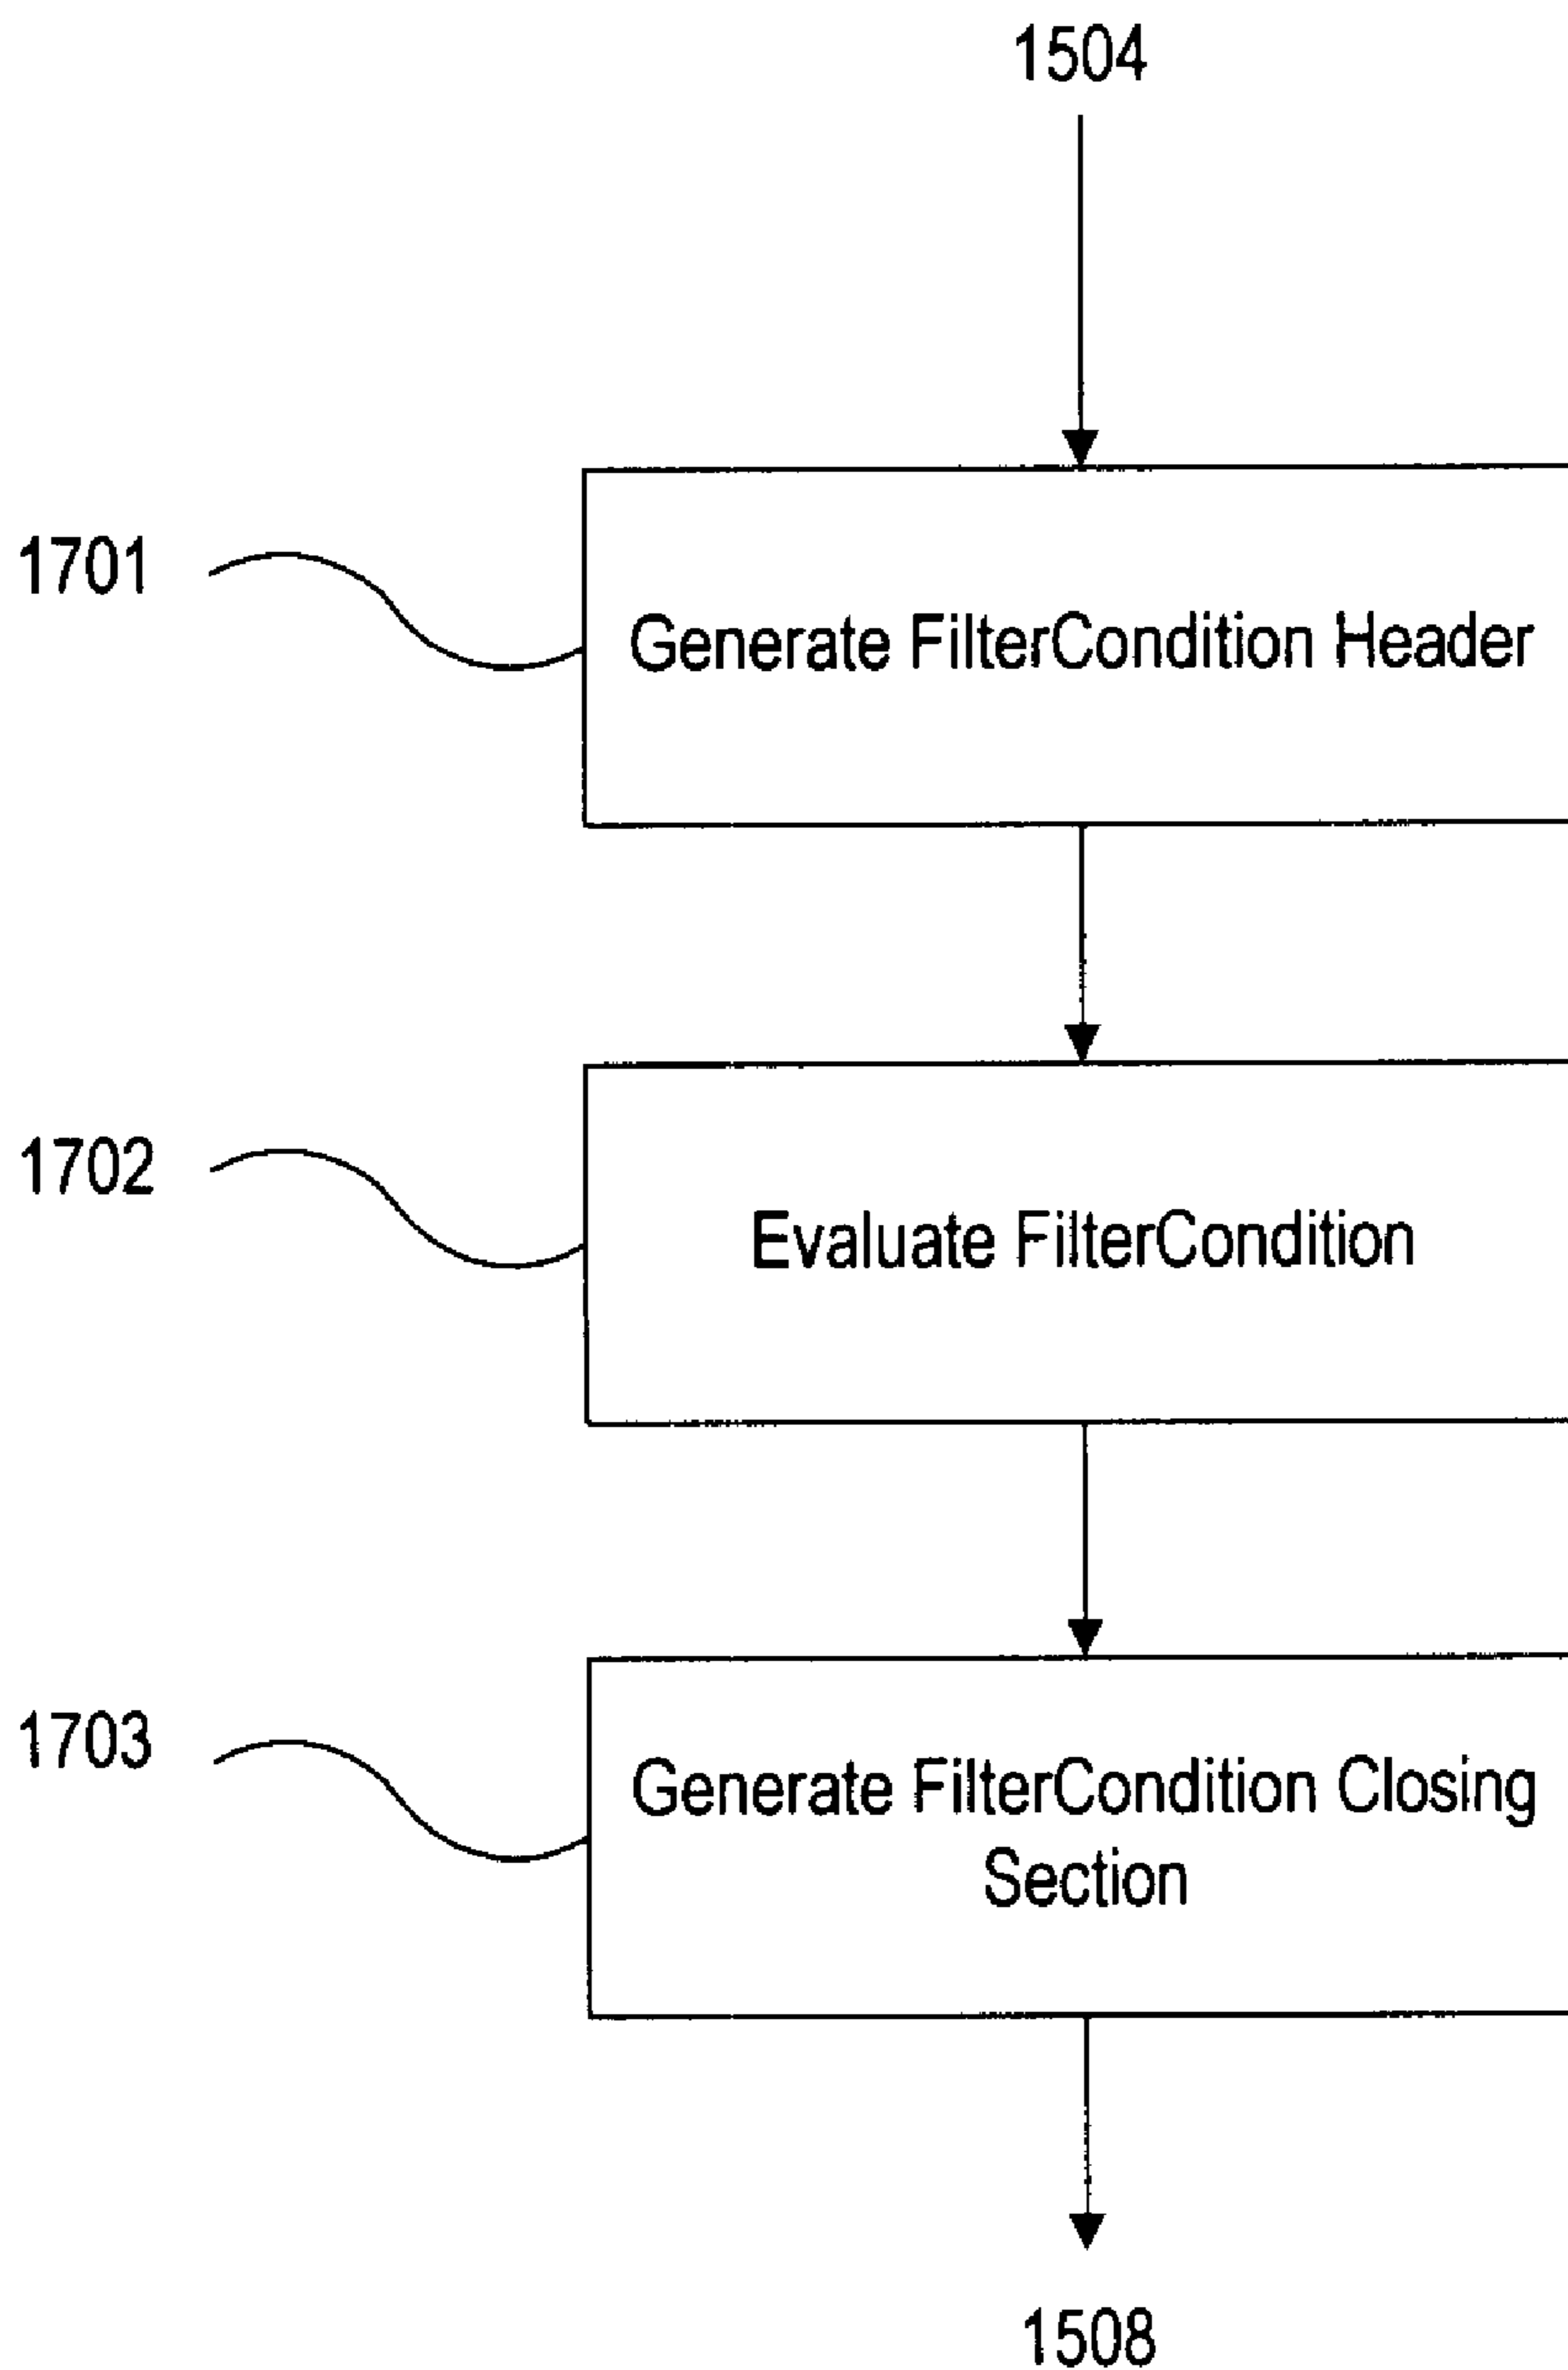 1504
1701
Generate FilterCondition Header
1702
Evaluate FilterCondition
1703
Generate FilterCondition Closing
Section
1508